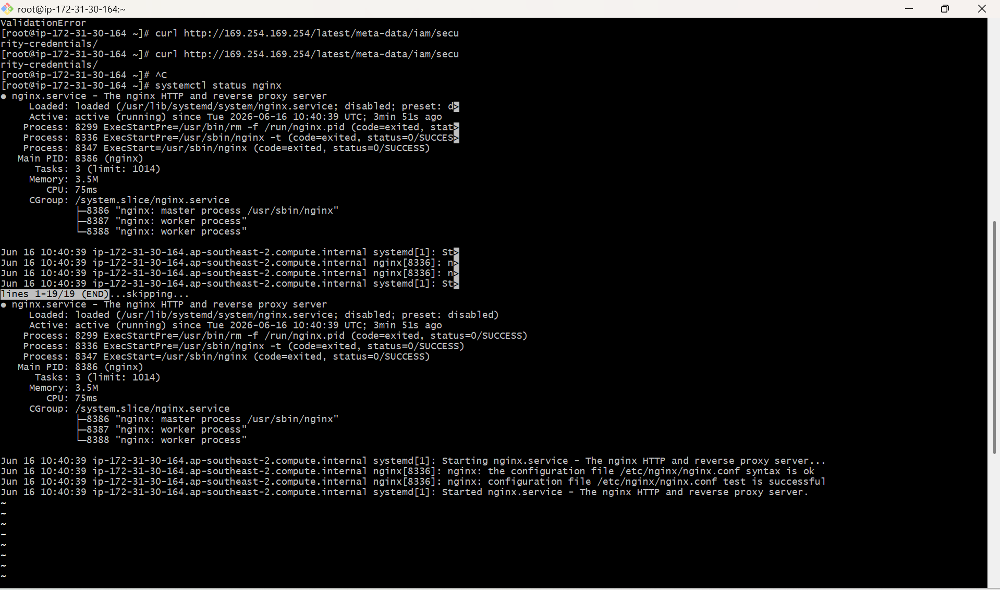 root@ip-172-31-30-164:~
ValidationError
[root@ip-172-31-30-164 ~]# curl http://169.254.169.254/latest/meta-data/iam/secu
rity-credentials/
[root@ip-172-31-30-164 ~]# curl http://169.254.169.254/latest/meta-data/iam/secu
rity-credentials/
[root@ip-172-31-30-164 ~]# ^C
[root@ip-172-31-30-164 ~]# systemctl status nginx
● nginx.service - The nginx HTTP and reverse proxy server
     Loaded: loaded (/usr/lib/systemd/system/nginx.service; disabled; preset: d>
     Active: active (running) since Tue 2026-06-16 10:40:39 UTC; 3min 51s ago
    Process: 8299 ExecStartPre=/usr/bin/rm -f /run/nginx.pid (code=exited, stat>
    Process: 8336 ExecStartPre=/usr/sbin/nginx -t (code=exited, status=0/SUCCES>
    Process: 8347 ExecStart=/usr/sbin/nginx (code=exited, status=0/SUCCESS)
   Main PID: 8386 (nginx)
      Tasks: 3 (limit: 1014)
     Memory: 3.5M
        CPU: 75ms
     CGroup: /system.slice/nginx.service
             ├─8386 "nginx: master process /usr/sbin/nginx"
             ├─8387 "nginx: worker process"
             └─8388 "nginx: worker process"
Jun 16 10:40:39 ip-172-31-30-164.ap-southeast-2.compute.internal systemd[1]: St>
Jun 16 10:40:39 ip-172-31-30-164.ap-southeast-2.compute.internal nginx[8336]: n>
Jun 16 10:40:39 ip-172-31-30-164.ap-southeast-2.compute.internal nginx[8336]: n>
Jun 16 10:40:39 ip-172-31-30-164.ap-southeast-2.compute.internal systemd[1]: St>
lines 1-19/19 (END)...skipping...
● nginx.service - The nginx HTTP and reverse proxy server
     Loaded: loaded (/usr/lib/systemd/system/nginx.service; disabled; preset: disabled)
     Active: active (running) since Tue 2026-06-16 10:40:39 UTC; 3min 51s ago
    Process: 8299 ExecStartPre=/usr/bin/rm -f /run/nginx.pid (code=exited, status=0/SUCCESS)
    Process: 8336 ExecStartPre=/usr/sbin/nginx -t (code=exited, status=0/SUCCESS)
    Process: 8347 ExecStart=/usr/sbin/nginx (code=exited, status=0/SUCCESS)
   Main PID: 8386 (nginx)
      Tasks: 3 (limit: 1014)
     Memory: 3.5M
        CPU: 75ms
     CGroup: /system.slice/nginx.service
             ├─8386 "nginx: master process /usr/sbin/nginx"
             ├─8387 "nginx: worker process"
             └─8388 "nginx: worker process"
Jun 16 10:40:39 ip-172-31-30-164.ap-southeast-2.compute.internal systemd[1]: Starting nginx.service - The nginx HTTP and reverse proxy server...
Jun 16 10:40:39 ip-172-31-30-164.ap-southeast-2.compute.internal nginx[8336]: nginx: the configuration file /etc/nginx/nginx.conf syntax is ok
Jun 16 10:40:39 ip-172-31-30-164.ap-southeast-2.compute.internal nginx[8336]: nginx: configuration file /etc/nginx/nginx.conf test is successful
Jun 16 10:40:39 ip-172-31-30-164.ap-southeast-2.compute.internal systemd[1]: Started nginx.service - The nginx HTTP and reverse proxy server.
~
~
~
~
~
~
~
~